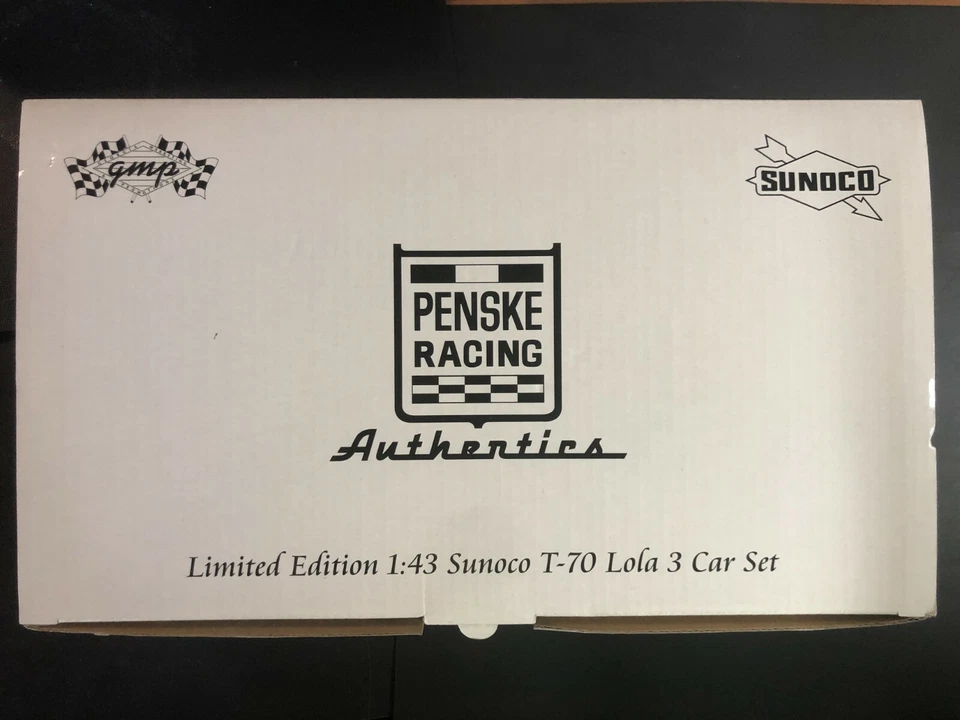 gmp
SUNOCO
PENSKE
RACING
Authentics
Limited Edition 1:43 Sunoco T-70 Lola 3 Car Set